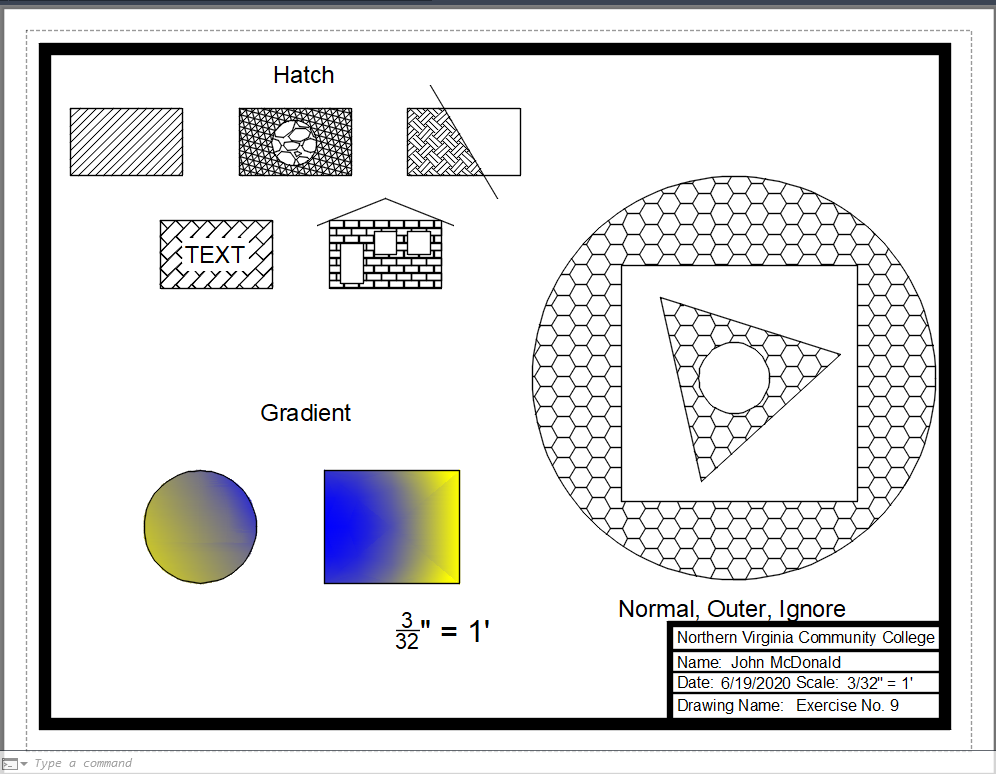 Hatch
TEXT
Gradient
3/32" = 1'
Normal, Outer, Ignore
Northern Virginia Community College
Name: John McDonald
Date: 6/19/2020 Scale: 3/32" = 1'
Drawing Name: Exercise No. 9
Type a command